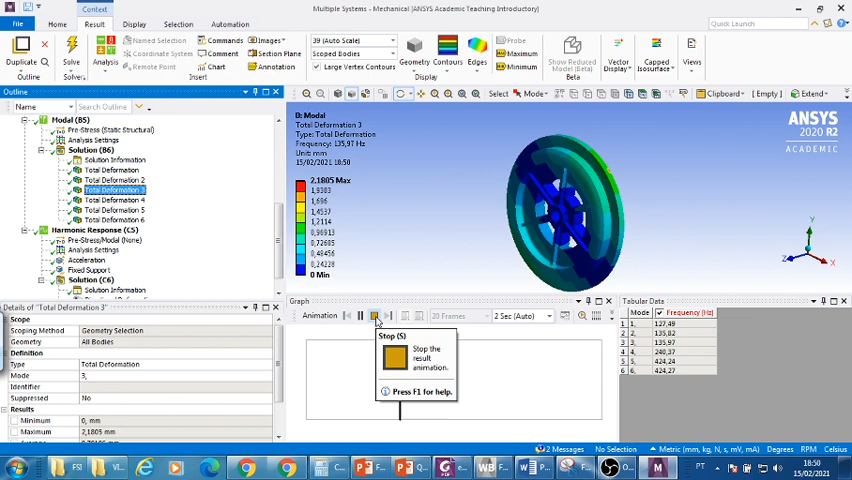 Context
Multiple Systems - Mechanical (ANSYS Academic Teaching Introductory)
File Home Result Display Selection Automation
Quick Launch
Duplicate
Outline
Solve
Solve
Analysis
Named Selections
Coordinate System
Remote Point
Commands
Comment
Chart
Images
Section Plane
Annotation
Insert
39 (Auto Scale)
Scoped Bodies
Large Vertex Contours
Geometry
Contours
Edges
Display
Probe
Maximum
Minimum
Show Reduced Model (Beta)
Beta
Vector Display
Capped Isosurface
Views
Outline
Name Search Outline
Select Mode Clipboard [ Empty ] Extend
Modal (B5)
Pre-Stress (Static Structural)
Analysis Settings
Solution (B6)
Solution Information
Total Deformation
Total Deformation 2
Total Deformation 3
Total Deformation 4
Total Deformation 5
Total Deformation 6
Harmonic Response (C5)
Pre-Stress/Modal (None)
Analysis Settings
Acceleration
Fixed Support
Solution (C6)
Solution Information
B: Modal
Total Deformation 3
Type: Total Deformation
Frequency: 135,97 Hz
Unit: mm
15/02/2021 18:50
2,1805 Max
1,9383
1,696
1,4537
1,2114
0,72685
0,48456
0,24228
0 Min
ANSYS
2020 R2
ACADEMIC
Y
X
Z
Details of "Total Deformation 3"
Scope
Scoping Method Geometry Selection
Geometry All Bodies
Definition
Type Total Deformation
Mode 3,
Identifier
Suppressed No
Results
Minimum 0, mm
Maximum 2,1805 mm
Graph
Animation 20 Frames 2 Sec (Auto)
Stop (S)
Stop the
result
animation.
Press F1 for help.
Tabular Data
Mode Frequency (Hz)
1 1, 127,49
2 2, 135,82
3 3, 135,97
4 4, 240,37
5 5, 424,24
6 6, 424,27
2 Messages No Selection Metric (mm, kg, N, s, mV, mA) Degrees RPM Celsius
FSI
VI...
C...
F...
Q...
e...
F...
P...
F...
O...
M
PT
18:50
15/02/2021